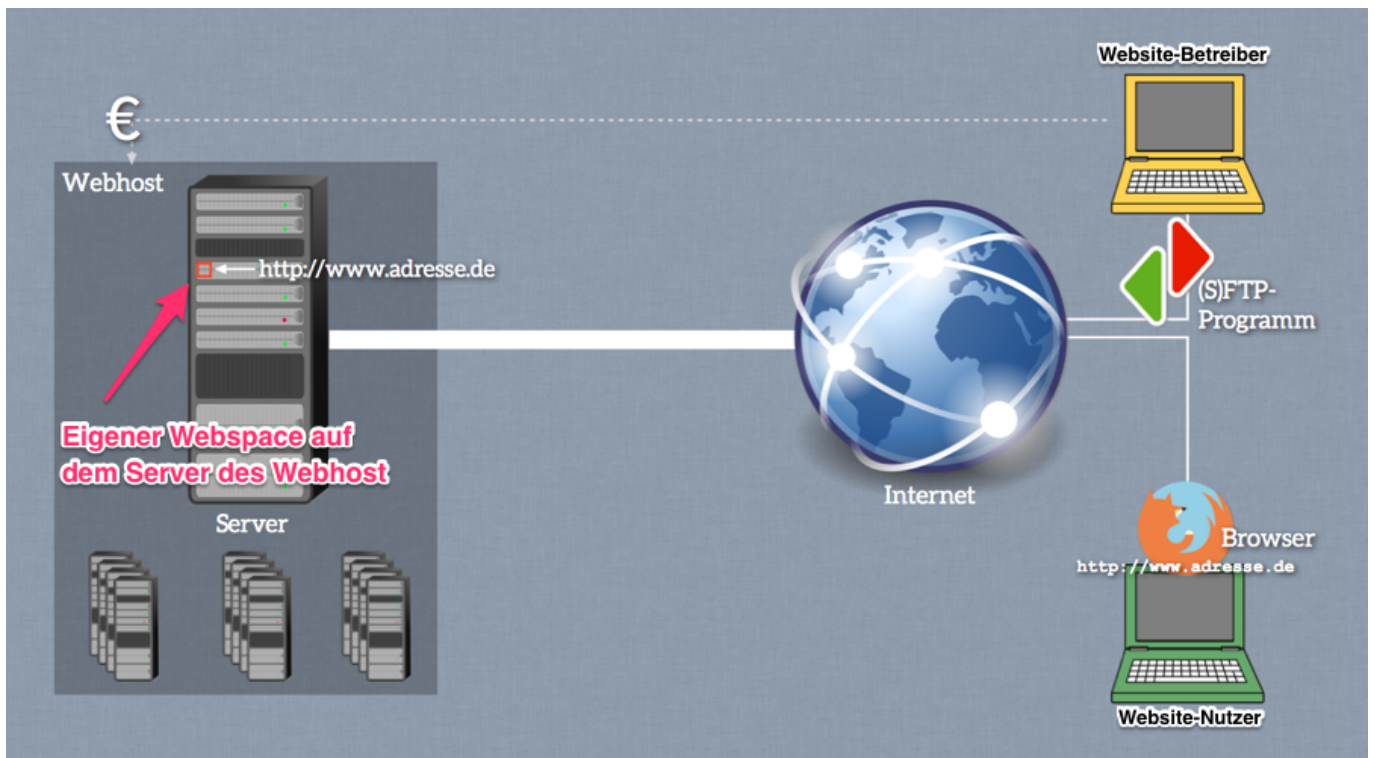 Website-Betreiber
€
Webhost
http://www.adresse.de
(S)FTP-
Programm
Eigener Webspace auf
dem Server des Webhost
Internet
Server
Browser
http://www.adresse.de
Website-Nutzer